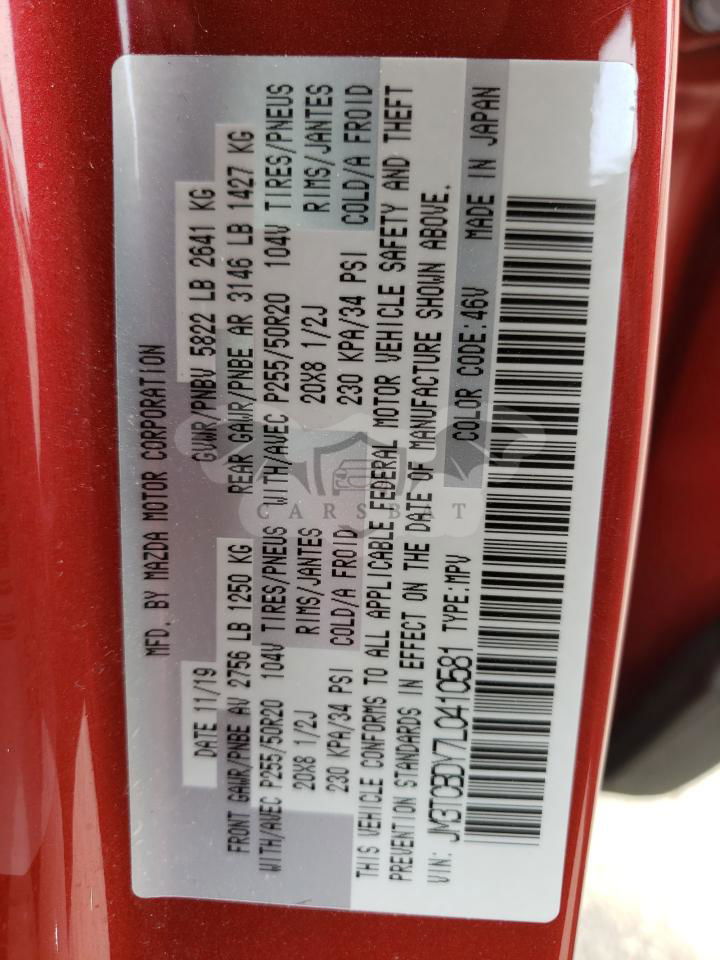 MFD. BY MAZDA MOTOR CORPORATION
DATE 11/19 GVWR/PNBV 5822 LB 2641 KG
FRONT GAWR/PNBE AV 2756 LB 1250 KG REAR GAWR/PNBE AR 3146 LB 1427 KG
WITH/AVEC P255/50R20 104V TIRES/PNEUS WITH/AVEC P255/50R20 104V TIRES/PNEUS
20X8 1/2J RIMS/JANTES 20X8 1/2J RIMS/JANTES
230 KPA/34 PSI COLD/A FROID 230 KPA/34 PSI COLD/A FROID
THIS VEHICLE CONFORMS TO ALL APPLICABLE FEDERAL MOTOR VEHICLE SAFETY AND THEFT
PREVENTION STANDARDS IN EFFECT ON THE DATE OF MANUFACTURE SHOWN ABOVE.
VIN: JM3TCBDY7L0410581 TYPE:MPV COLOR CODE:46V MADE IN JAPAN
CARSBAT